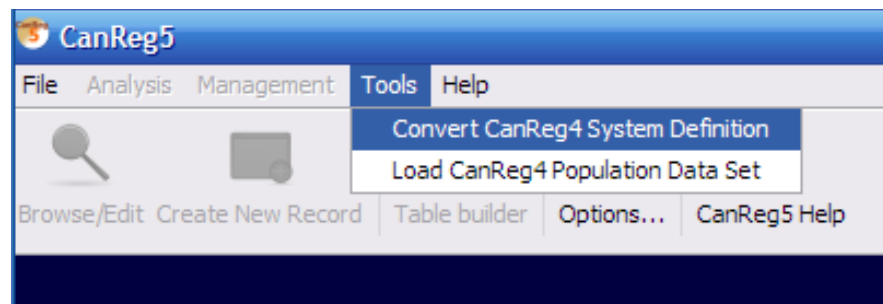 CanReg5
File Analysis Management Tools Help
Convert CanReg4 System Definition
Load CanReg4 Population Data Set
Browse/Edit Create New Record Table builder Options... CanReg5 Help